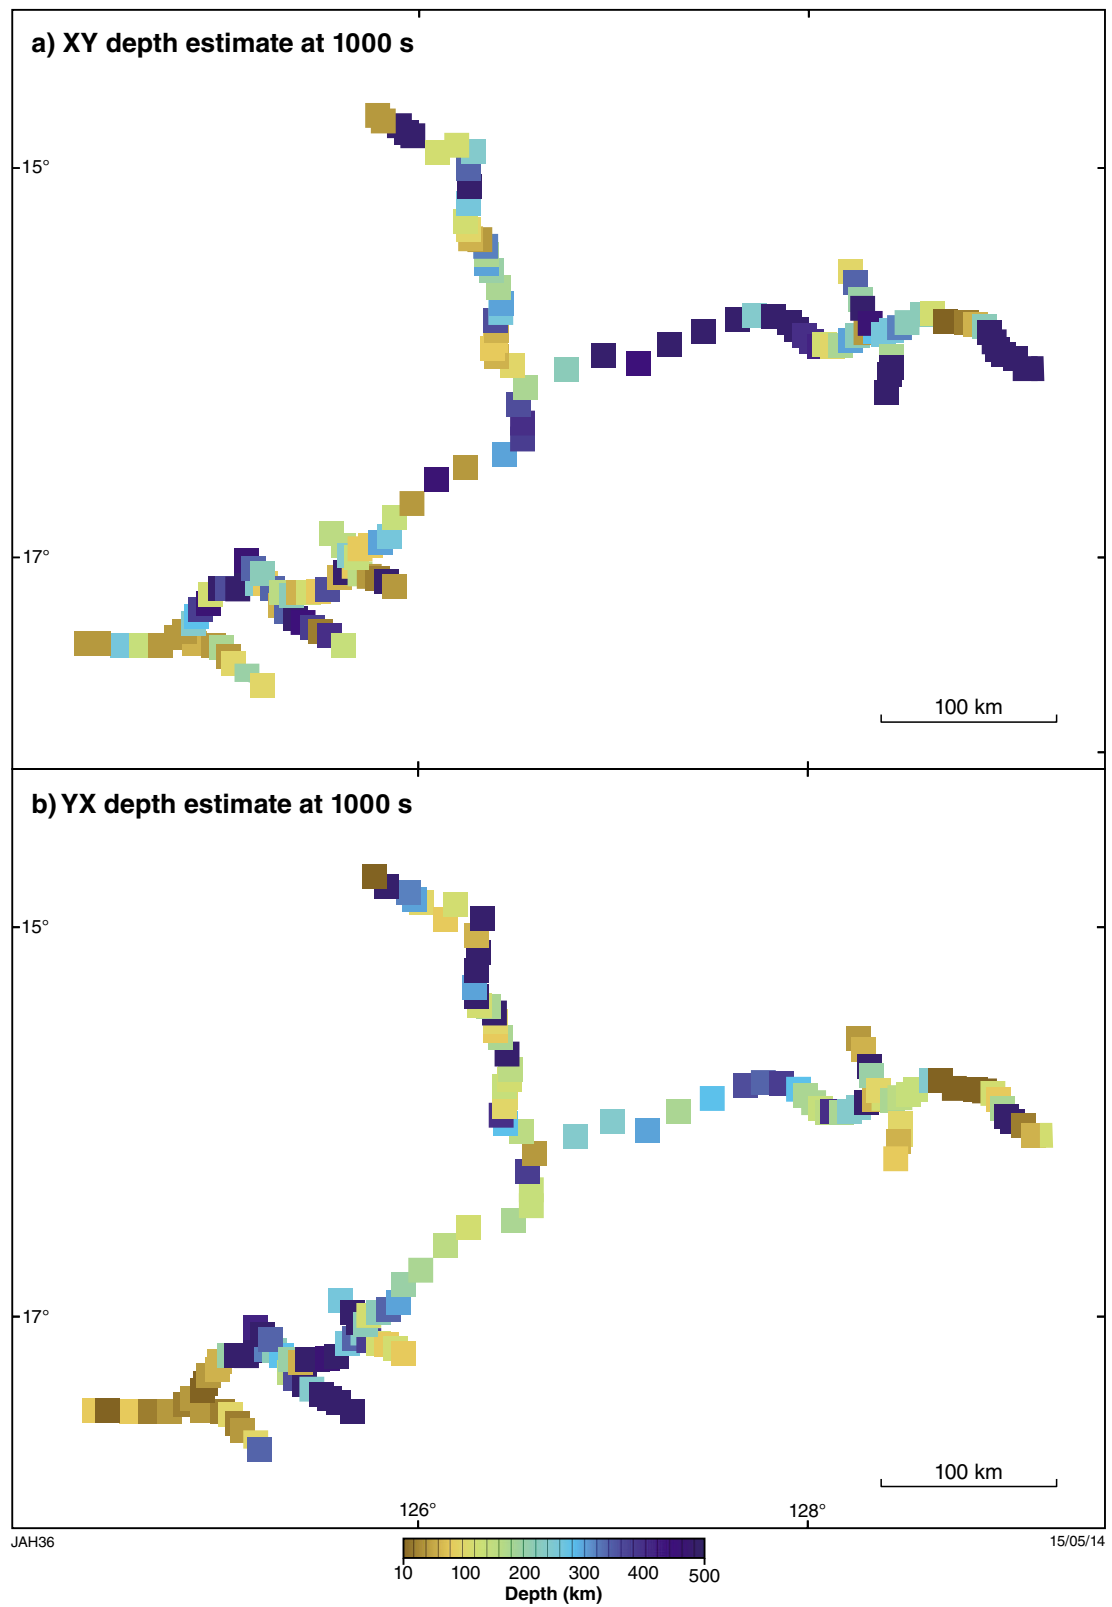 a) XY depth estimate at 1000 s
15°
17°
100 km
b) YX depth estimate at 1000 s
15°
17°
100 km
126° 128°
JAH36 15/05/14
10 100 200 300 400 500
Depth (km)